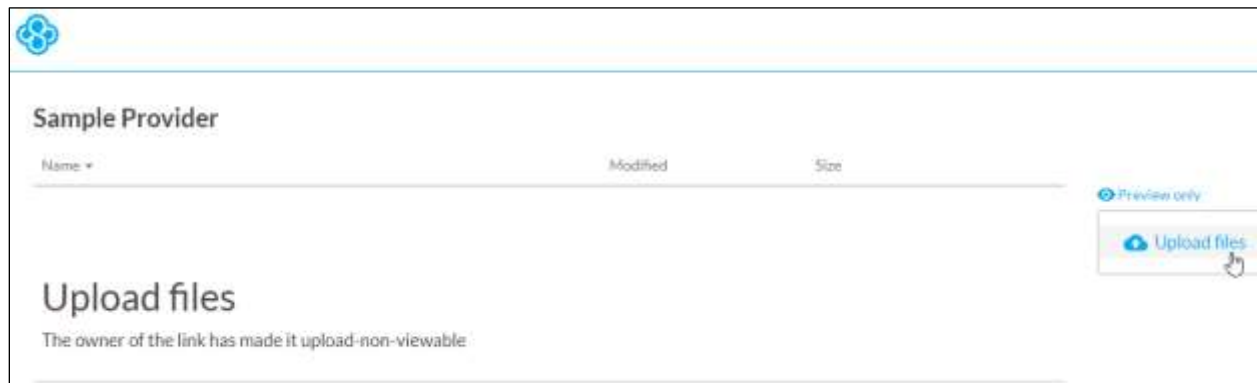 Sample Provider
Name Modified Size
Preview only
Upload files
Upload files
The owner of the link has made it upload-non-viewable